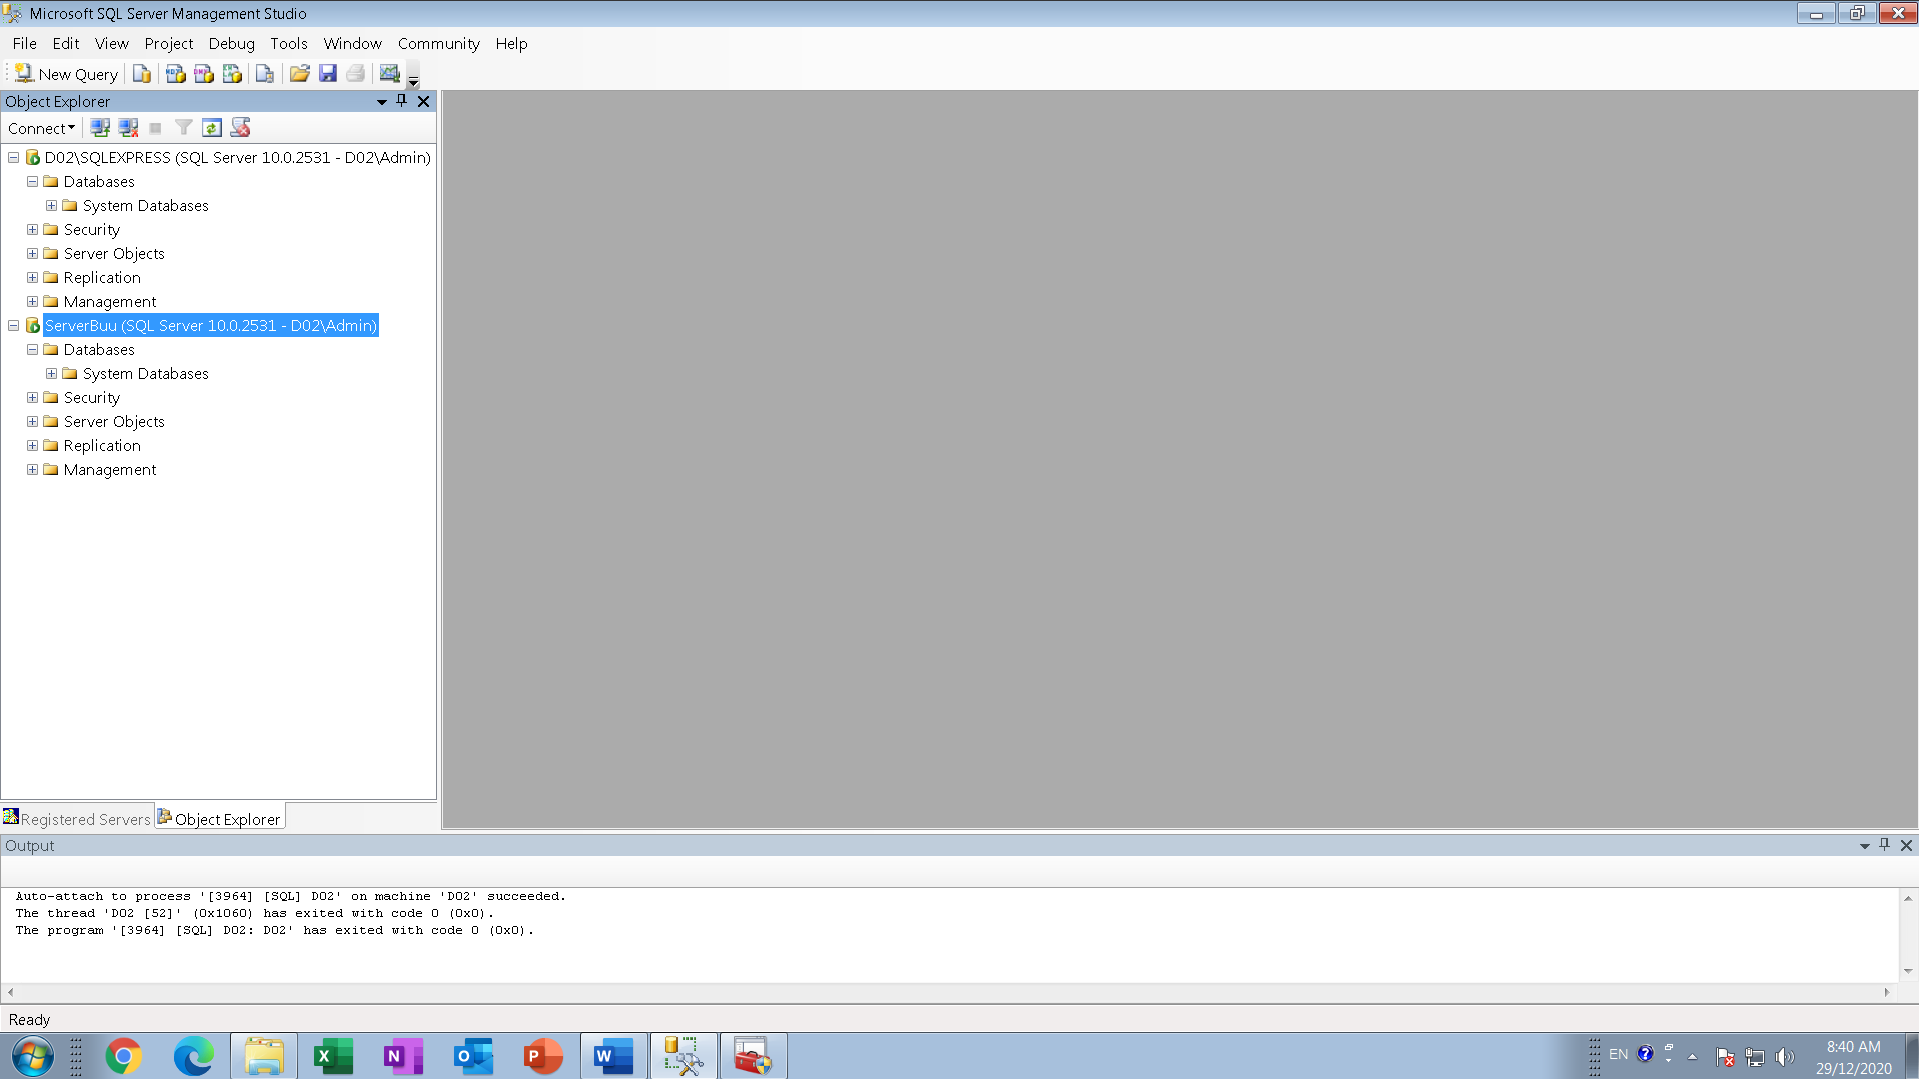 Microsoft SQL Server Management Studio
File Edit View Project Debug Tools Window Community Help
New Query
Object Explorer
Connect
D02\SQLEXPRESS (SQL Server 10.0.2531 - D02\Admin)
Databases
System Databases
Security
Server Objects
Replication
Management
ServerBuu (SQL Server 10.0.2531 - D02\Admin)
Databases
System Databases
Security
Server Objects
Replication
Management
Registered Servers Object Explorer
Output
Auto-attach to process '[3964] [SQL] D02' on machine 'D02' succeeded.
The thread 'D02 [52]' (0x1060) has exited with code 0 (0x0).
The program '[3964] [SQL] D02: D02' has exited with code 0 (0x0).
Ready
EN
8:40 AM
29/12/2020